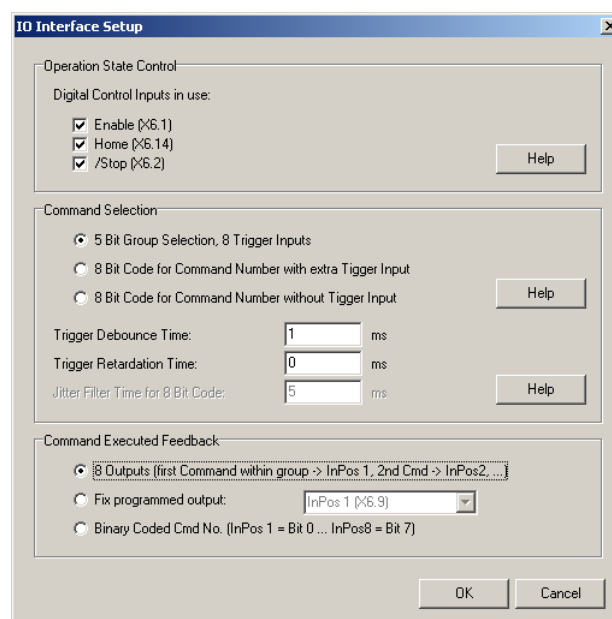 IO Interface Setup
Operation State Control
Digital Control Inputs in use:
Enable (X6.1)
Home (X6.14)
/Stop (X6.2)
Help
Command Selection
5 Bit Group Selection, 8 Trigger Inputs
8 Bit Code for Command Number with extra Tigger Input
8 Bit Code for Command Number without Tigger Input
Help
Trigger Debounce Time: 1 ms
Trigger Retardation Time: 0 ms
Jitter Filter Time for 8 Bit Code: 5 ms
Help
Command Executed Feedback
8 Outputs (first Command within group -> InPos 1, 2nd Cmd -> InPos2, ...)
Fix programmed output: InPos 1 (X6.9)
Binary Coded Cmd No. (InPos 1 = Bit 0 ... InPos8 = Bit 7)
OK Cancel